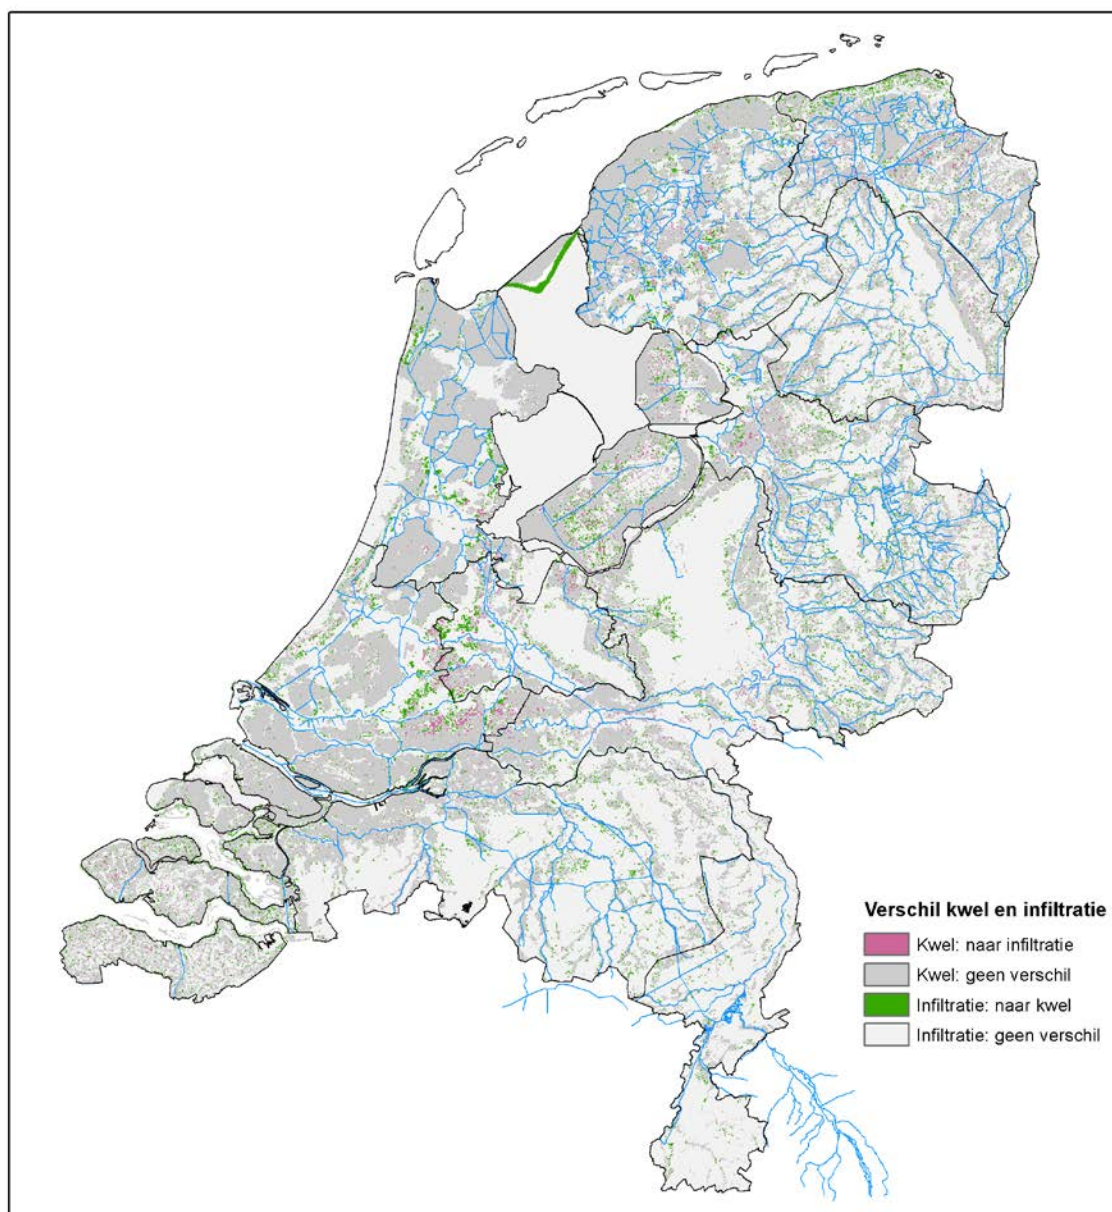 Verschil kwel en infiltratie
Kwel: naar infiltratie
Kwel: geen verschil
Infiltratie: naar kwel
Infiltratie: geen verschil